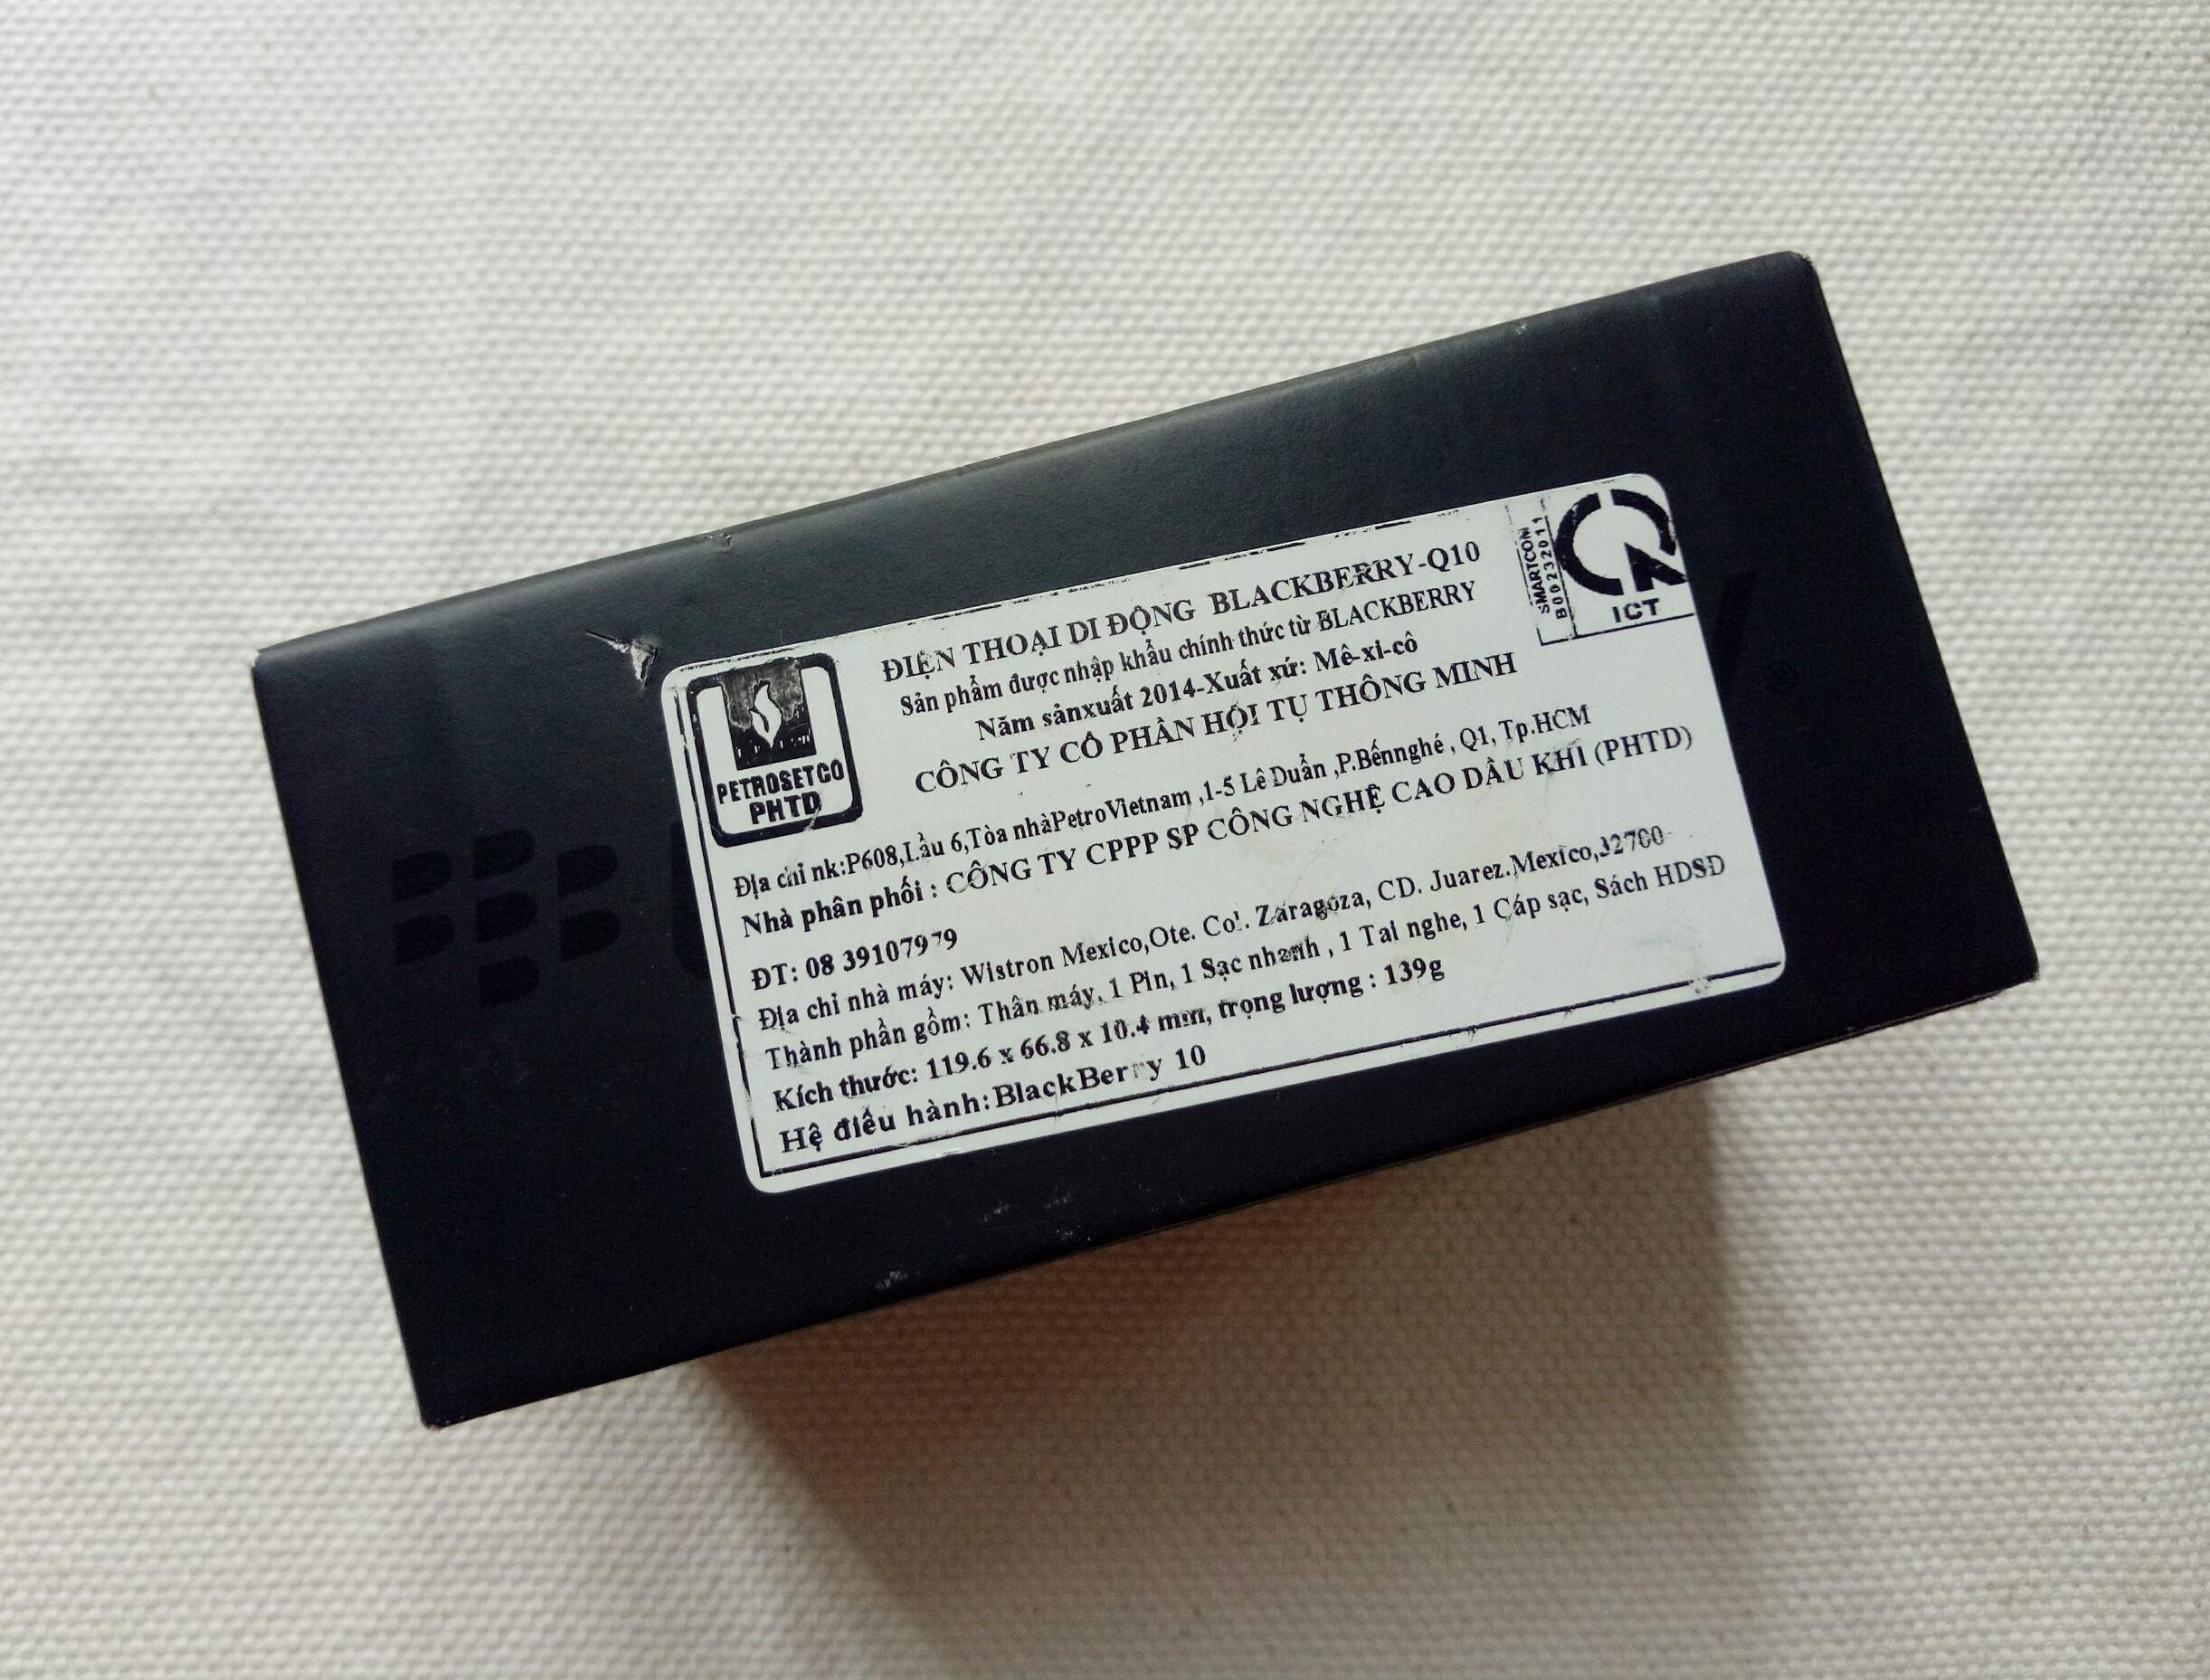 PETROSETCO
PHTD
SMARTCOM
B002232011
ICT
ĐIỆN THOẠI DI ĐỘNG BLACKBERRY-Q10
Sản phẩm được nhập khẩu chính thức từ BLACKBERRY
Năm sảnxuất 2014-Xuất xứ: Mê-xi-cô
CÔNG TY CỔ PHẦN HỘI TỤ THÔNG MINH
Địa chỉ nk:P608,Lầu 6,Tòa nhàPetroVietnam ,1-5 Lê Duẩn ,P.Bếnnghé , Q1, Tp.HCM
Nhà phân phối : CÔNG TY CPPP SP CÔNG NGHỆ CAO DẦU KHÍ (PHTD)
ĐT: 08 39107979
Địa chỉ nhà máy: Wistron Mexico,Ote. Col. Zaragoza, CD. Juarez.Mexico,32700
Thành phần gồm: Thân máy, 1 Pin, 1 Sạc nhanh , 1 Tai nghe, 1 Cáp sạc, Sách HDSD
Kích thước: 119.6 x 66.8 x 10.4 mm, trọng lượng : 139g
Hệ điều hành:BlackBerry 10